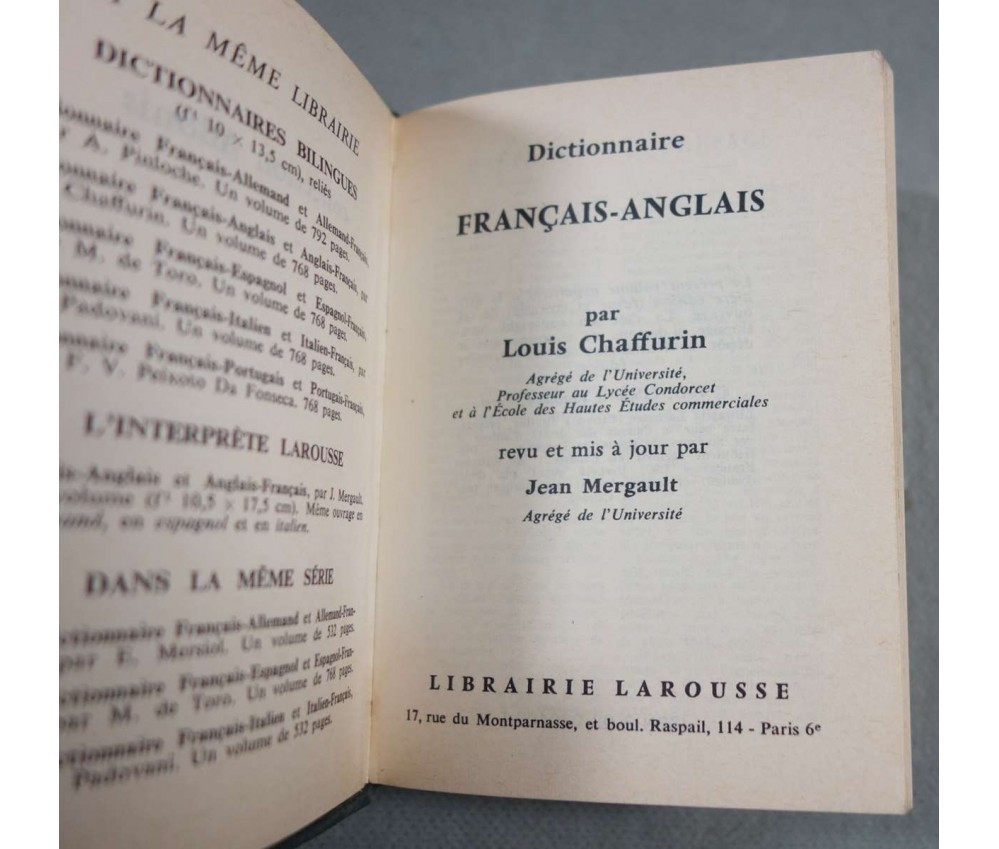 LA MÊME LIBRAIRIE
DICTIONNAIRES BILINGUES
(fᵗ 10 × 13,5 cm), reliés
Français-Allemand et Allemand-Français,
A. Pinloche. Un volume de 792 pages.
Français-Anglais et Anglais-Français, par
Chaffurin. Un volume de 768 pages.
Français-Espagnol et Espagnol-Français,
M. de Toro. Un volume de 768 pages.
Français-Italien et Italien-Français, par
Padovani. Un volume de 768 pages.
Français-Portugais et Portugais-Français,
F. V. Peixoto Da Fonseca. 768 pages.
L'INTERPRÈTE LAROUSSE
et Anglais-Français, par J. Mergault.
volume (fᵗ 10,5 × 17,5 cm). Même ouvrage en
en espagnol et en italien.
DANS LA MÊME SÉRIE
Français-Allemand et Allemand-Fran-
par E. Mersiol. Un volume de 532 pages.
Français-Espagnol et Espagnol-Fran-
par M. de Toro. Un volume de 768 pages.
Français-Italien et Italien-Français,
Padovani. Un volume de 532 pages.
Dictionnaire
FRANÇAIS-ANGLAIS
par
Louis Chaffurin
Agrégé de l'Université,
Professeur au Lycée Condorcet
et à l'École des Hautes Études commerciales
revu et mis à jour par
Jean Mergault
Agrégé de l'Université
LIBRAIRIE LAROUSSE
17, rue du Montparnasse, et boul. Raspail, 114 - Paris 6ᵉ